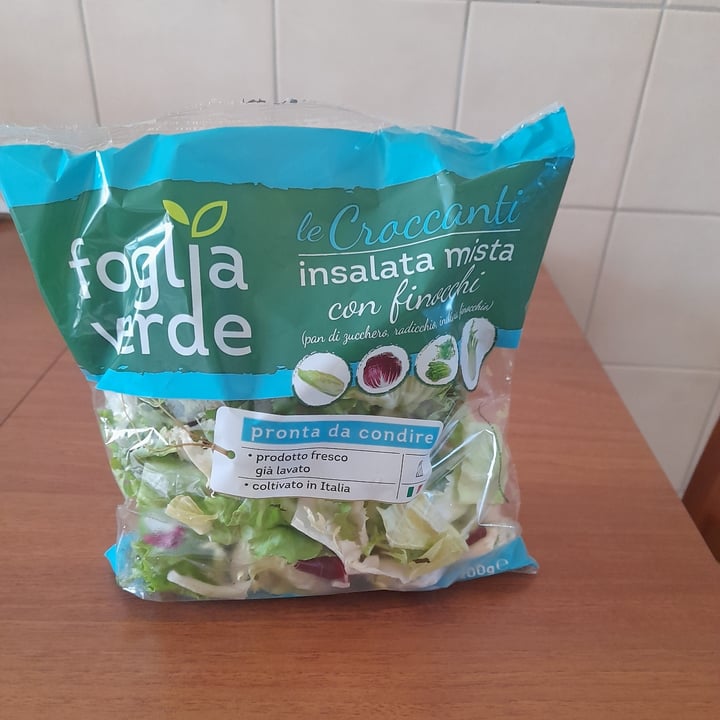 foglia
verde
le Croccanti
insalata mista
con finocchi
(pan di zucchero, radicchio, indivia, finocchio)
pronta da condire
• prodotto fresco
già lavato
• coltivato in Italia